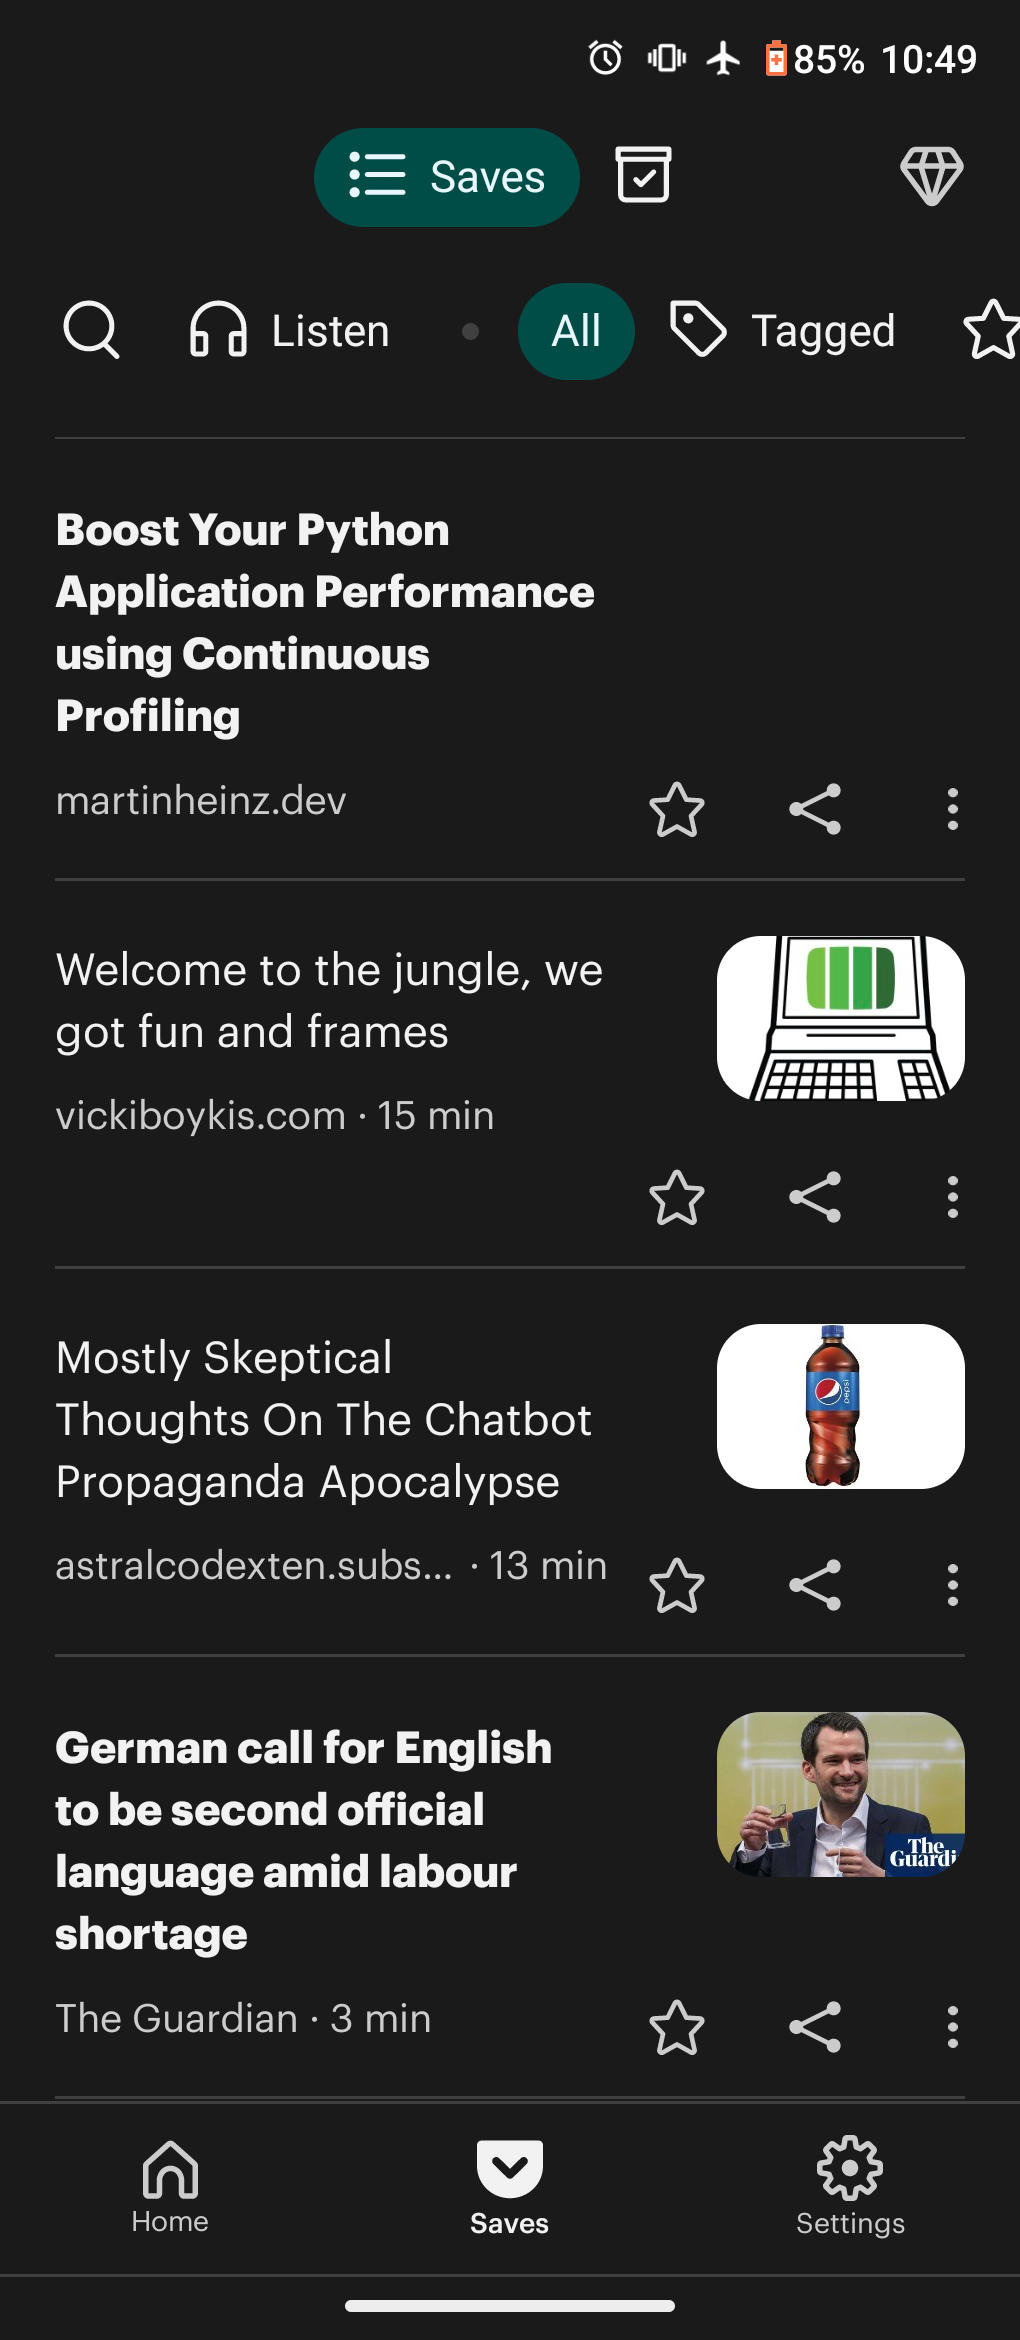 85% 10:49
Saves
Listen
All
Tagged
Boost Your Python
Application Performance
using Continuous
Profiling
martinheinz.dev
Welcome to the jungle, we
got fun and frames
vickiboykis.com · 15 min
Mostly Skeptical
Thoughts On The Chatbot
Propaganda Apocalypse
pepsi
astralcodexten.subs... · 13 min
German call for English
to be second official
language amid labour
shortage
The
Guardi
The Guardian · 3 min
Home
Saves
Settings